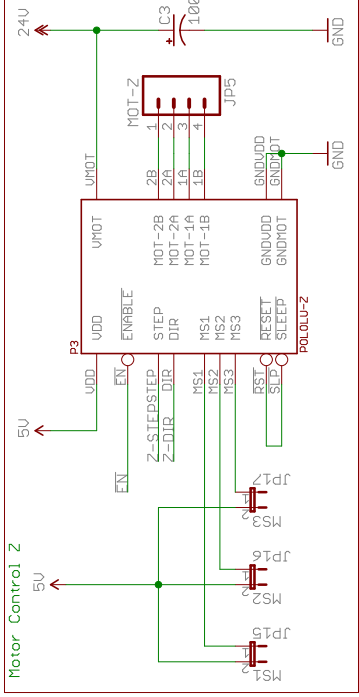 24V
C3
100
GND
MOT-Z
JP5
1
2
3
4
VMOT
2B
2A
1A
1B
GNDVDD
GNDMOT
GND
VMOT
MOT-2B
MOT-2A
MOT-1A
MOT-1B
GNDVDD
GNDMOT
P3
VDD
ENABLE
STEP
DIR
MS1
MS2
MS3
RESET
SLEEP
POLOLU-Z
5V
VDD
EN
STEP
DIR
MS1
MS2
MS3
RST
SLP
EN
Z-STEP
Z-DIR
JP17
MS3
JP16
MS2
JP15
MS1
5V
Motor Control Z